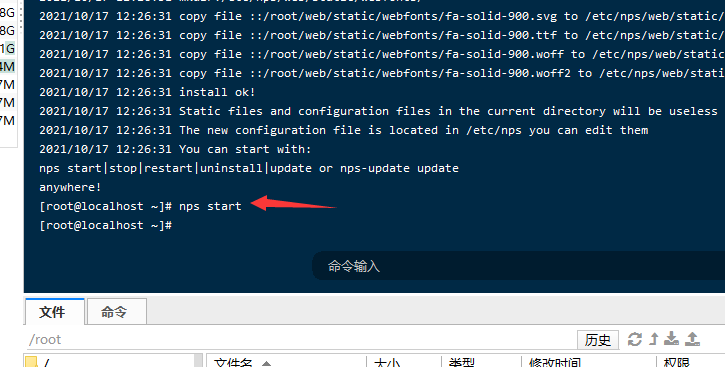 8G
2021/10/17 12:26:31 copy file ::/root/web/static/webfonts/fa-solid-900.svg to /etc/nps/web/static/
8G
2021/10/17 12:26:31 copy file ::/root/web/static/webfonts/fa-solid-900.ttf to /etc/nps/web/static/
1G
2021/10/17 12:26:31 copy file ::/root/web/static/webfonts/fa-solid-900.woff to /etc/nps/web/static
4M
2021/10/17 12:26:31 copy file ::/root/web/static/webfonts/fa-solid-900.woff2 to /etc/nps/web/stati
7M
2021/10/17 12:26:31 install ok!
7M
2021/10/17 12:26:31 Static files and configuration files in the current directory will be useless
7M
2021/10/17 12:26:31 The new configuration file is located in /etc/nps you can edit them
2021/10/17 12:26:31 You can start with:
nps start|stop|restart|uninstall|update or nps-update update
anywhere!
[root@localhost ~]# nps start
[root@localhost ~]#
命令输入
文件 命令
/root 历史
/ 文件名 大小 类型 修改时间 权限